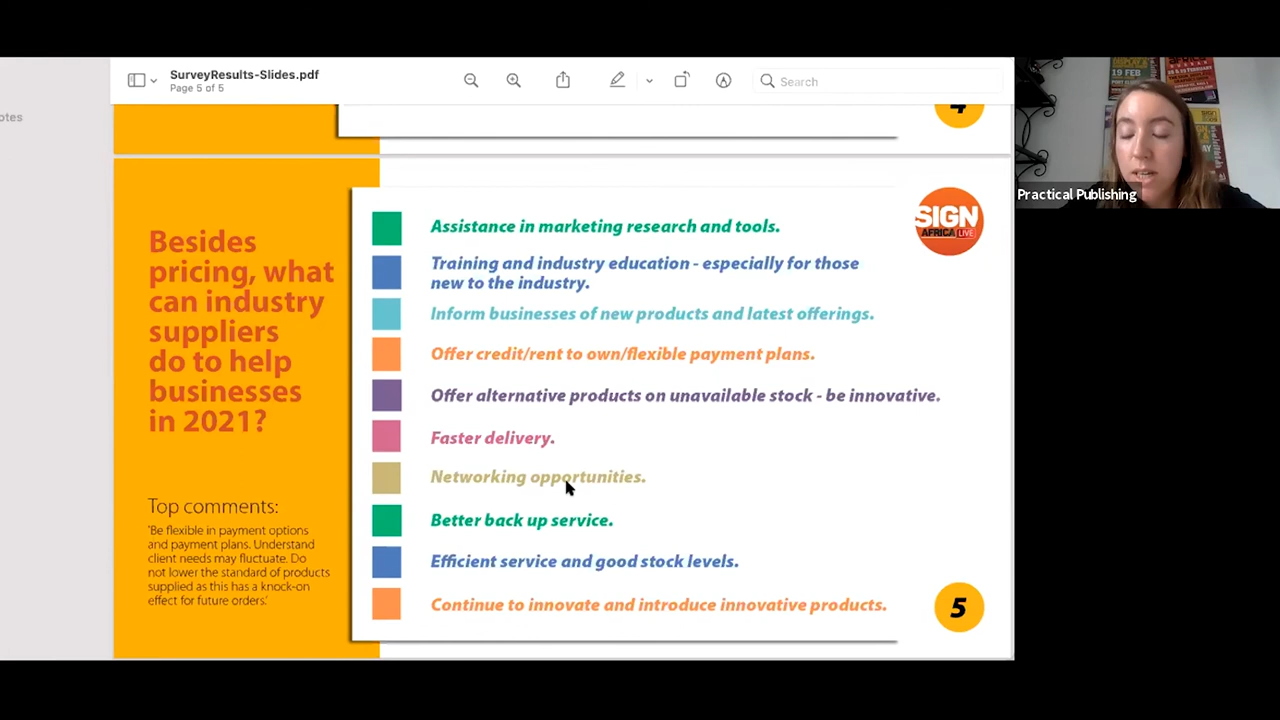 SurveyResults-Slides.pdf
Page 5 of 5
Search
otes
4
Besides
pricing, what
can industry
suppliers
do to help
businesses
in 2021?
Top comments:
'Be flexible in payment options
and payment plans. Understand
client needs may fluctuate. Do
not lower the standard of products
supplied as this has a knock-on
effect for future orders.'
Assistance in marketing research and tools.
Training and industry education - especially for those
new to the industry.
Inform businesses of new products and latest offerings.
Offer credit/rent to own/flexible payment plans.
Offer alternative products on unavailable stock - be innovative.
Faster delivery.
Networking opportunities.
Better back up service.
Efficient service and good stock levels.
Continue to innovate and introduce innovative products.
SIGN
AFRICA LIVE
5
19 FEB
Practical Publishing